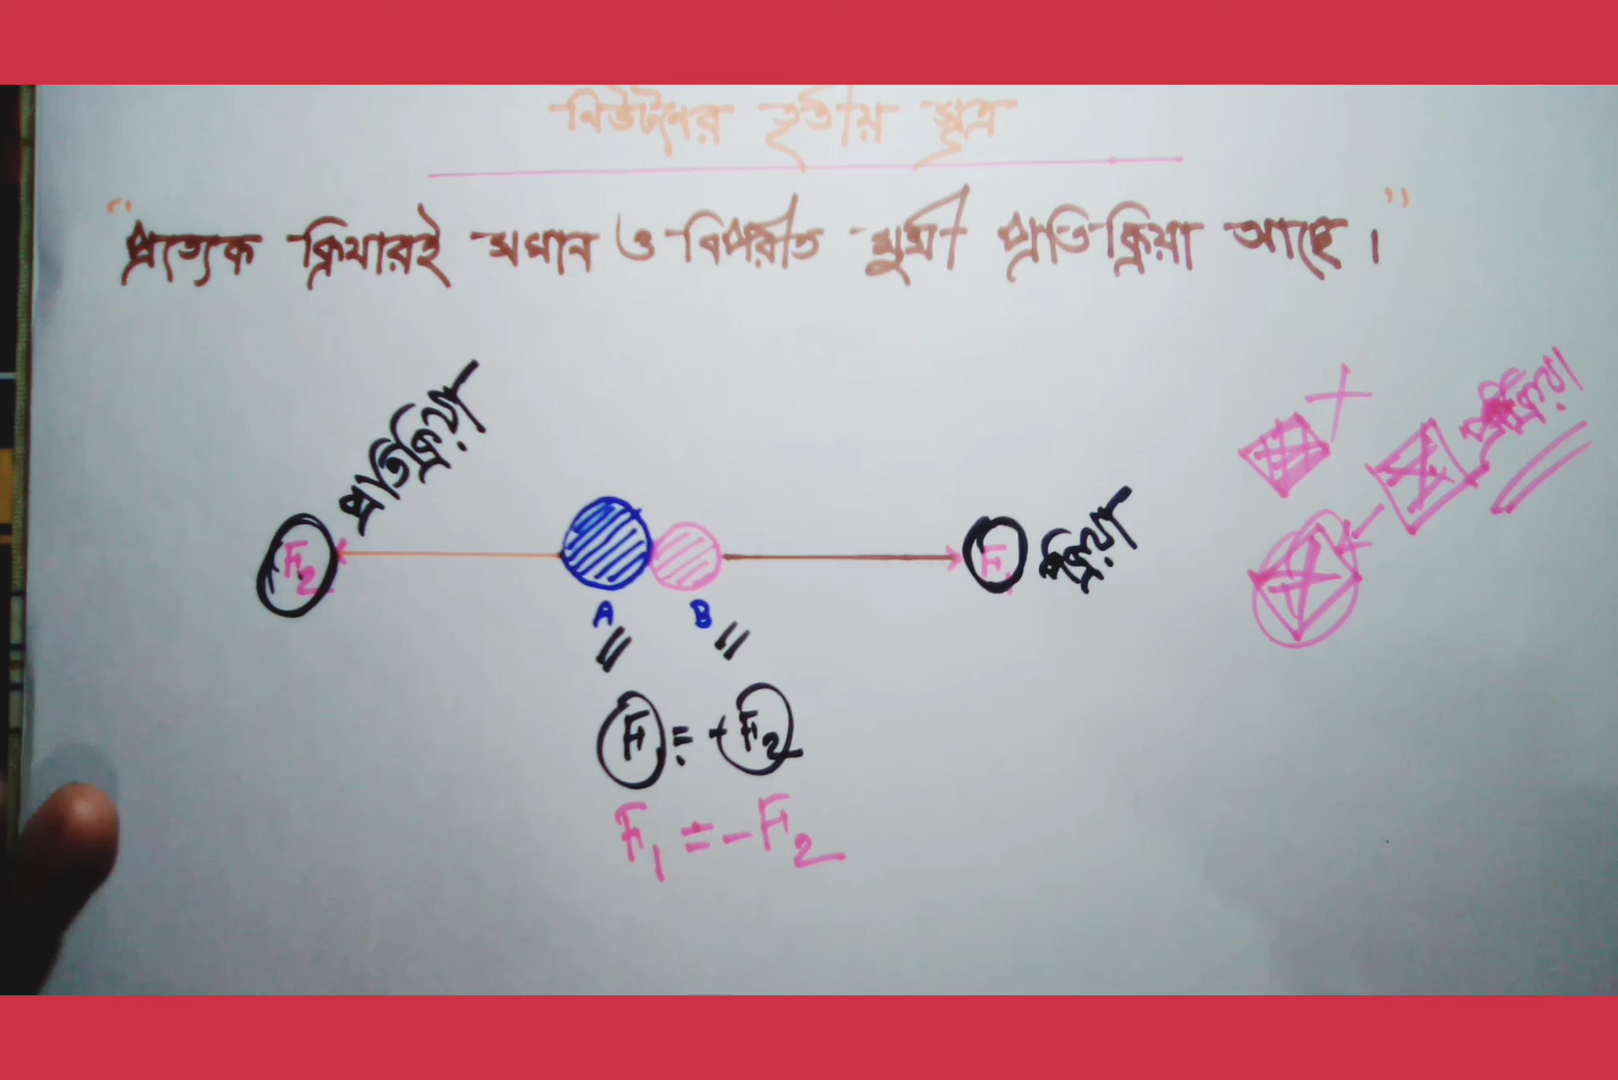 নিউটনের তৃতীয় সূত্র
"প্রত্যেক ক্রিয়ারই সমান ও বিপরীত মুখী প্রতিক্রিয়া আছে।"
প্রতিক্রিয়া
প্রতিক্রিয়া
F2
F1
ক্রিয়া
A B
F1 = +F2
F1 = -F2